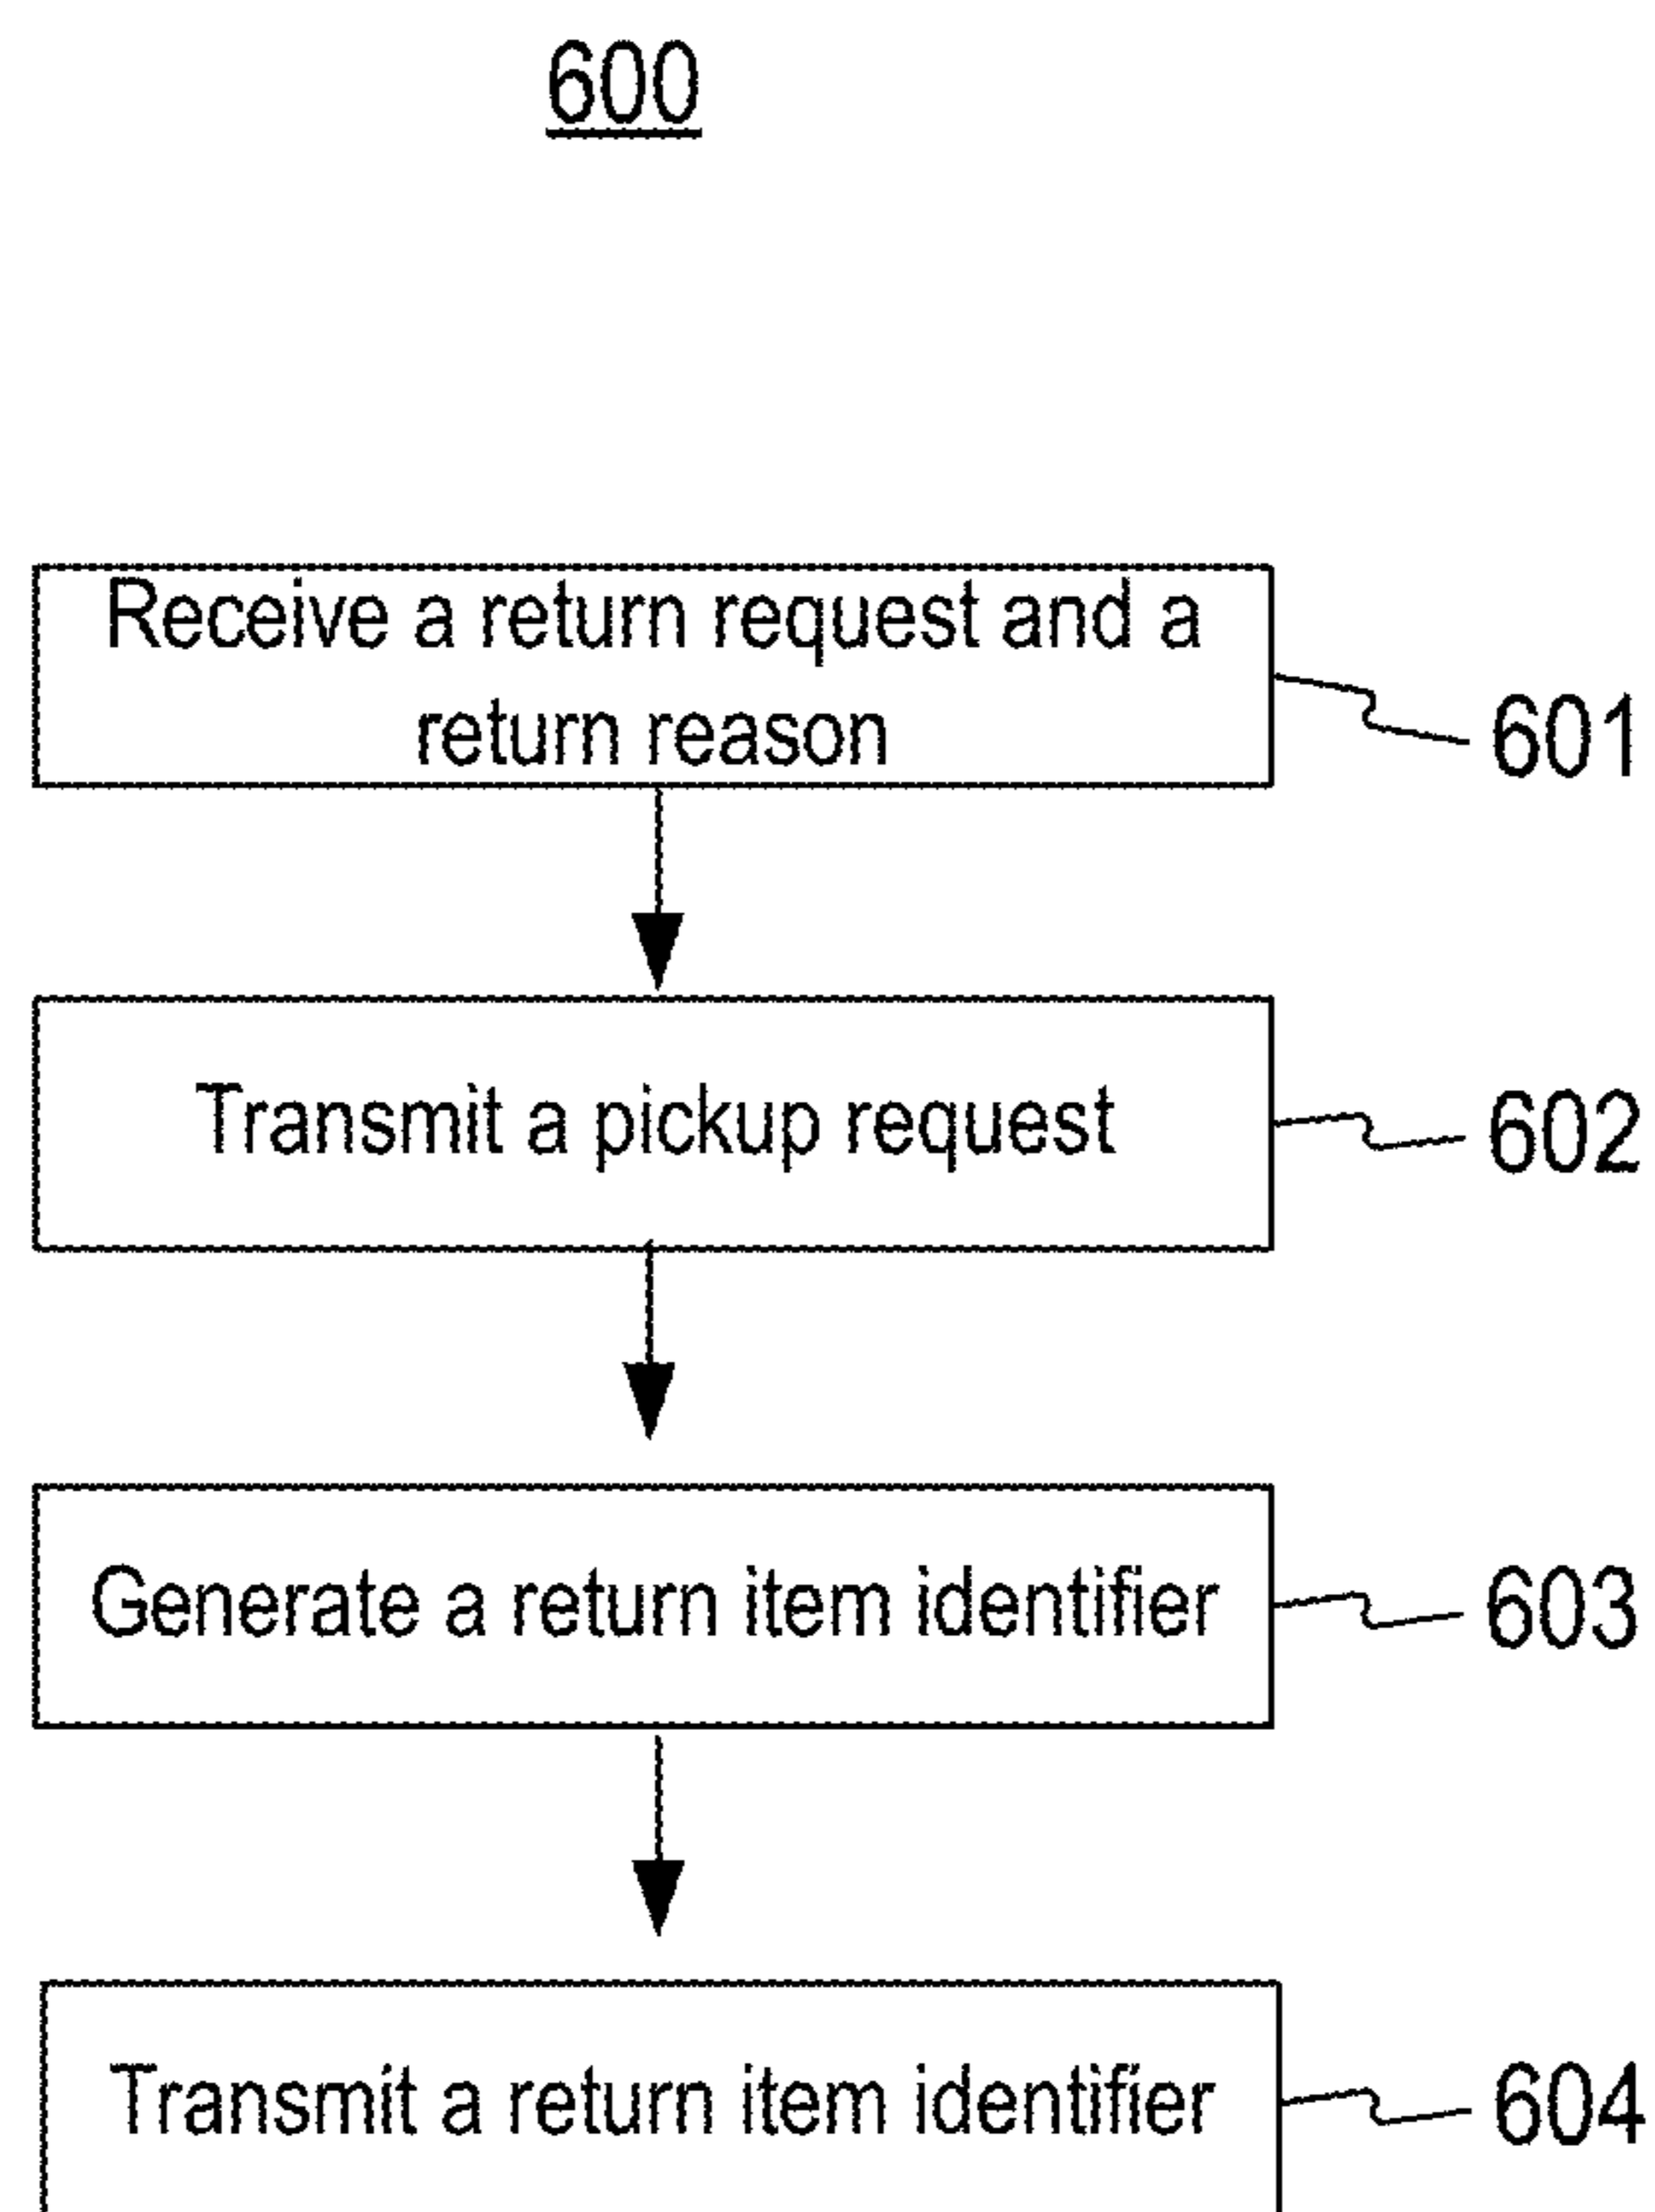 600
Receive a return request and a
return reason
601
Transmit a pickup request
602
Generate a return item identifier
603
Transmit a return item identifier
604